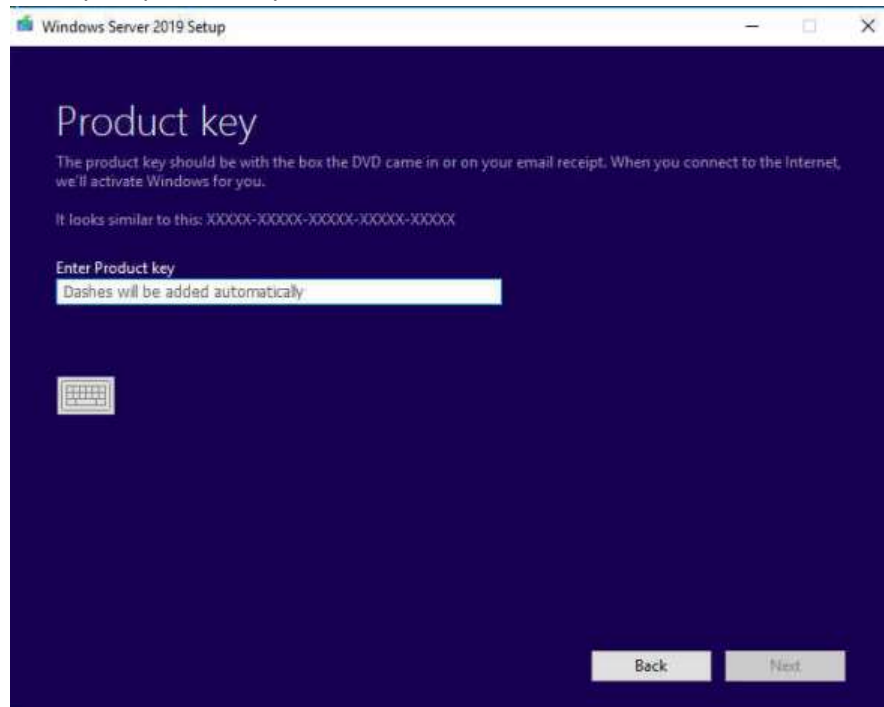 Windows Server 2019 Setup
Product key
The product key should be with the box the DVD came in or on your email receipt. When you connect to the Internet,
we'll activate Windows for you.
It looks similar to this: XXXXX-XXXXX-XXXXX-XXXXX-XXXXX
Enter Product key
Dashes will be added automatically
Back
Next